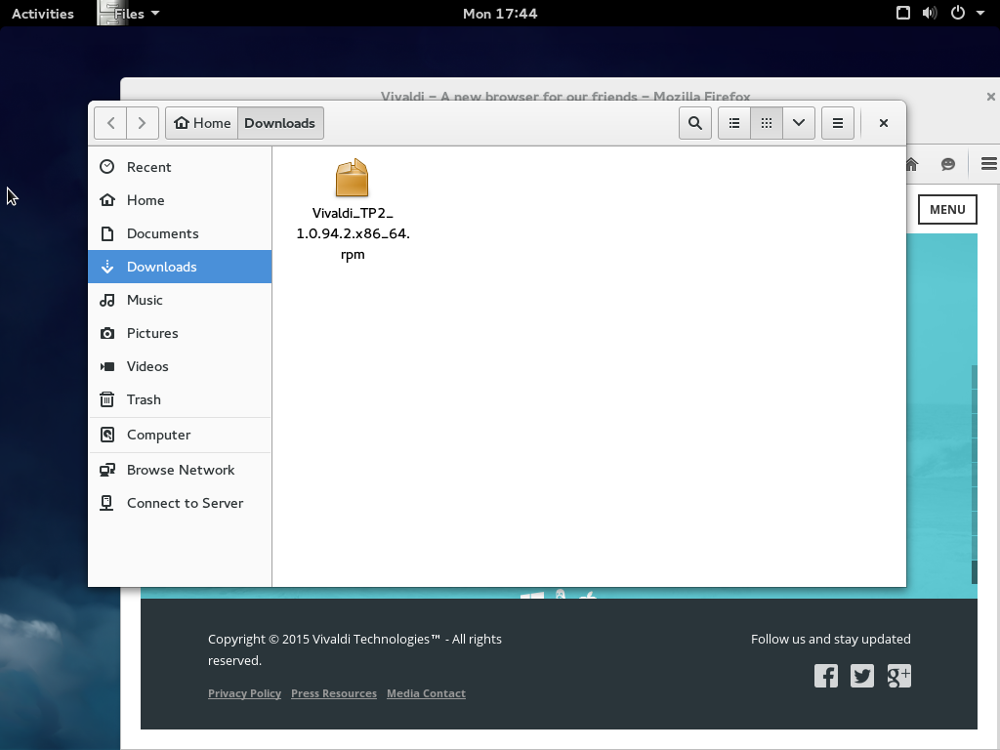 Activities
Files
Mon 17:44
Vivaldi – A new browser for our friends – Mozilla Firefox
Home
Downloads
Recent
Home
Documents
Downloads
Music
Pictures
Videos
Trash
Computer
Browse Network
Connect to Server
Vivaldi_TP2_
1.0.94.2.x86_64.
rpm
MENU
Copyright © 2015 Vivaldi Technologies™ - All rights
reserved.
Privacy Policy Press Resources Media Contact
Follow us and stay updated
g+